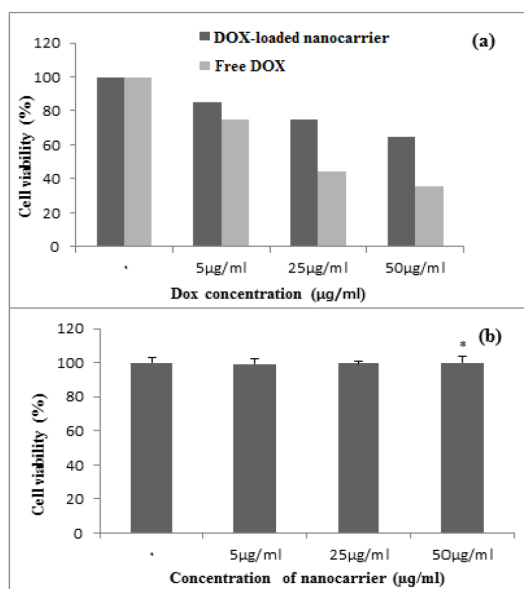 120
100
80
60
40
20
0
Cell viability (%)
DOX-loaded nanocarrier
Free DOX
(a)
5µg/ml 25µg/ml 50µg/ml
Dox concentration (µg/ml)
120
100
80
60
40
20
0
Cell viability (%)
(b)
*
5µg/ml 25µg/ml 50µg/ml
Concentration of nanocarrier (µg/ml)